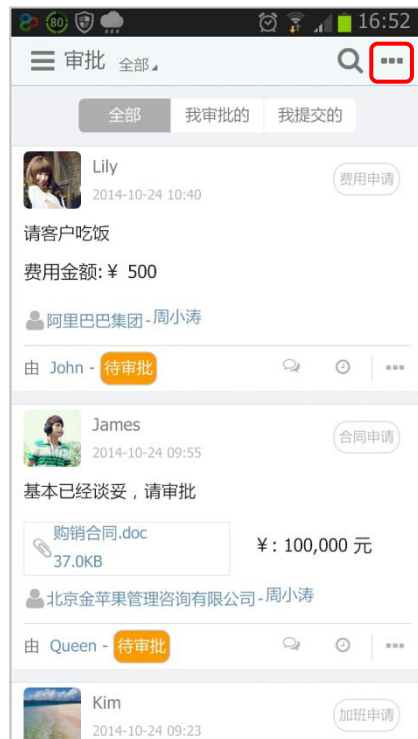 80 16:52
审批 全部
全部 我审批的 我提交的
Lily
2014-10-24 10:40
费用申请
请客户吃饭
费用金额:¥ 500
阿里巴巴集团-周小涛
由 John - 待审批
James
2014-10-24 09:55
合同申请
基本已经谈妥，请审批
购销合同.doc
37.0KB
¥: 100,000 元
北京金苹果管理咨询有限公司-周小涛
由 Queen - 待审批
Kim
2014-10-24 09:23
加班申请